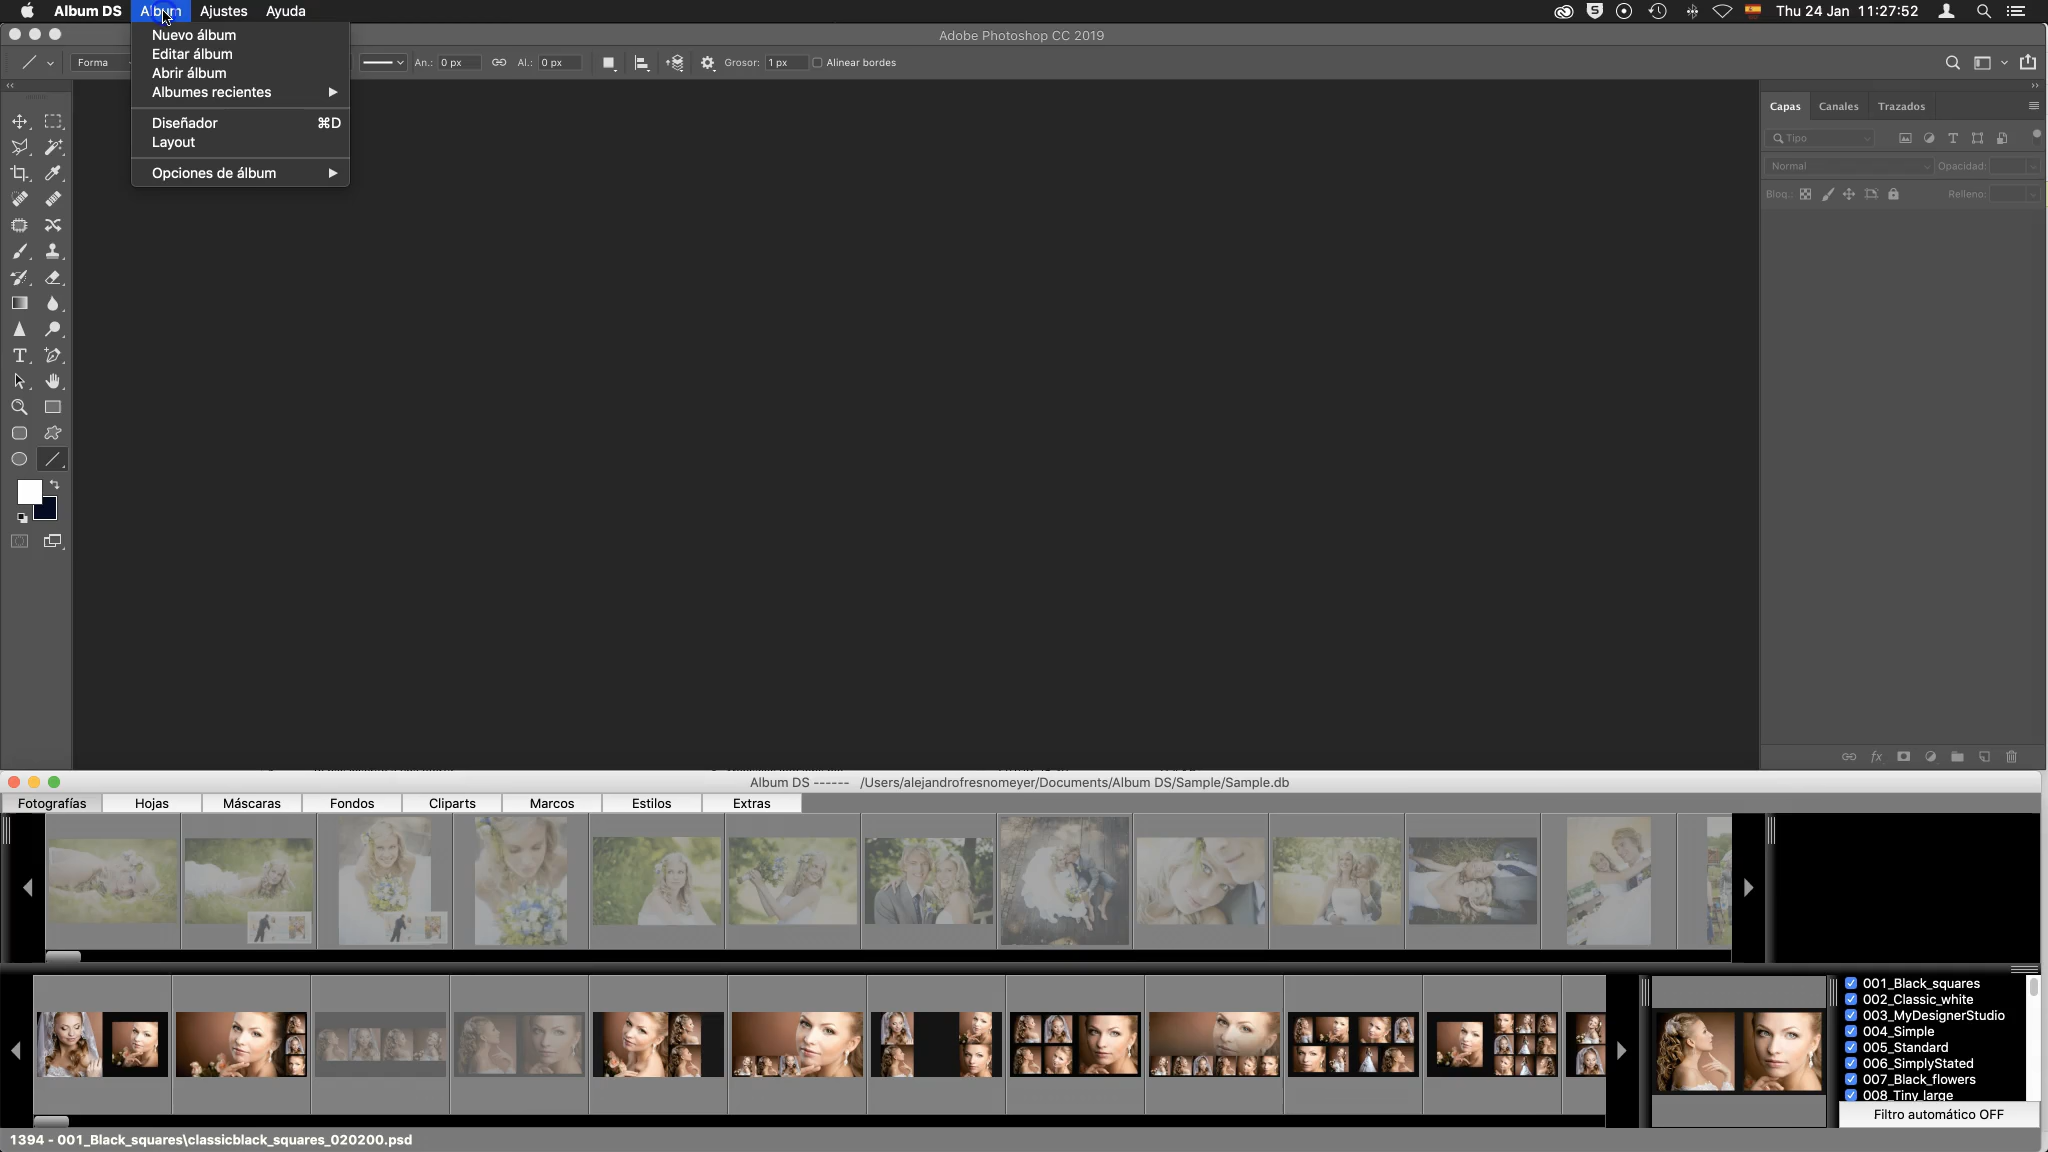 Album DS Album Ajustes Ayuda Thu 24 Jan 11:27:52
Adobe Photoshop CC 2019
Nuevo álbum
Editar álbum
Abrir álbum
Albumes recientes
Diseñador ⌘D
Layout
Opciones de álbum
Forma An.: 0 px Al.: 0 px Grosor: 1 px Alinear bordes
Capas Canales Trazados
Tipo
Normal Opacidad:
Bloq.: Relleno:
Album DS ------ /Users/alejandrofresnomeyer/Documents/Album DS/Sample/Sample.db
Fotografías Hojas Máscaras Fondos Cliparts Marcos Estilos Extras
001_Black_squares
002_Classic_white
003_MyDesignerStudio
004_Simple
005_Standard
006_SimplyStated
007_Black_flowers
008_Tiny_large
Filtro automático OFF
1394 - 001_Black_squares\classicblack_squares_020200.psd